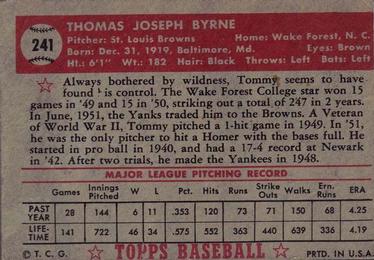 241
THOMAS JOSEPH BYRNE
Pitcher: St. Louis Browns Home: Wake Forest, N. C.
Born: Dec. 31, 1919, Baltimore, Md. Eyes: Brown
Ht.: 6'1" Wt.: 182 Hair: Black Throws: Left Bats: Left
Always bothered by wildness, Tommy seems to have
found is control. The Wake Forest College star won 15
games in '49 and 15 in '50, striking out a total of 247 in 2 years.
In June, 1951, the Yanks traded him to the Browns. A Veteran
of World War II, Tommy pitched a 1-hit game in 1949. In '51,
he was the only pitcher to hit a Homer with the bases full. He
started in pro ball in 1940, and had a 17-4 record at Newark
in '42. After two trials, he made the Yankees in 1948.
MAJOR LEAGUE PITCHING RECORD
Games Innings Pitched W L Pct. Hits Runs Strike Outs Walks Ern. Runs ERA
PAST YEAR 28 144 6 11 .353 120 73 71 150 68 4.25
LIFE-TIME 141 722 46 34 .552 363 440 639 336 4.19
© T. C. G. TOPPS BASEBALL PRTD. IN U.S.A.